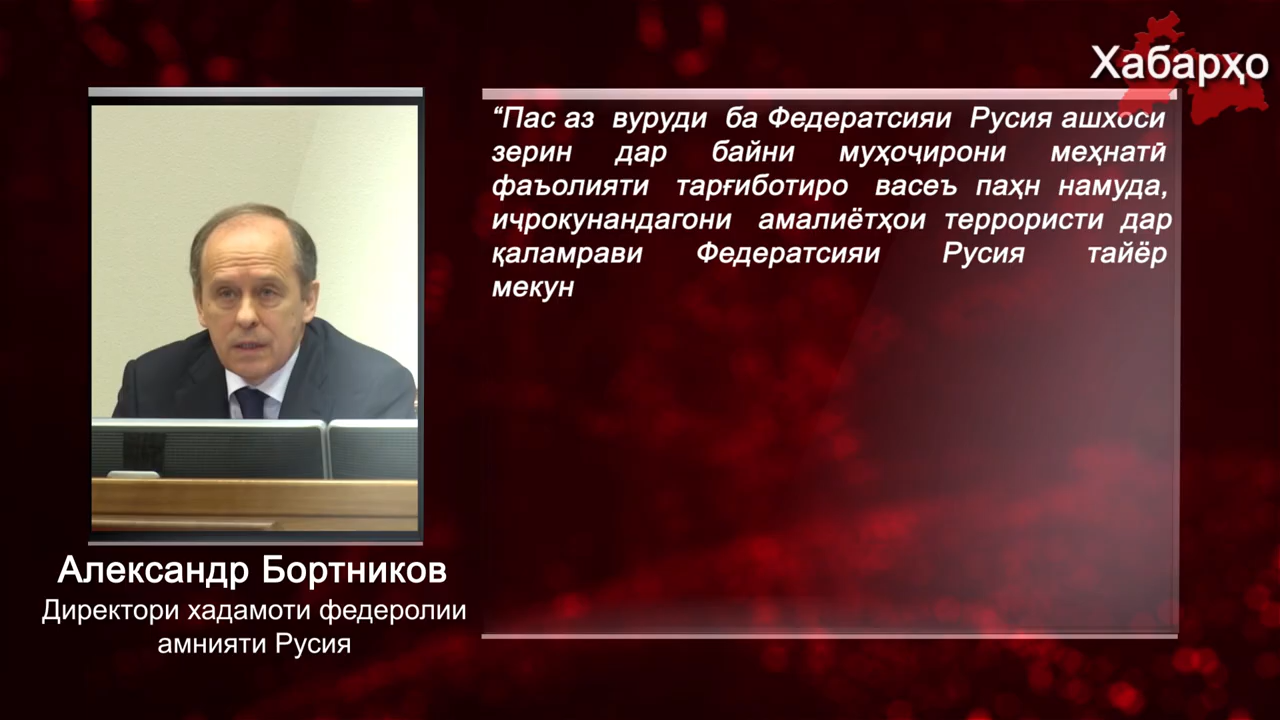 Хабарҳо
“Пас аз вуруди ба Федератсияи Русия ашхоси
зерин дар байни муҳоҷирони меҳнатӣ
фаъолияти тарғиботиро васеъ паҳн намуда,
иҷрокунандагони амалиётҳои террористи дар
қаламрави Федератсияи Русия тайёр
мекун
Александр Бортников
Директори хадамоти федеролии
амнияти Русия